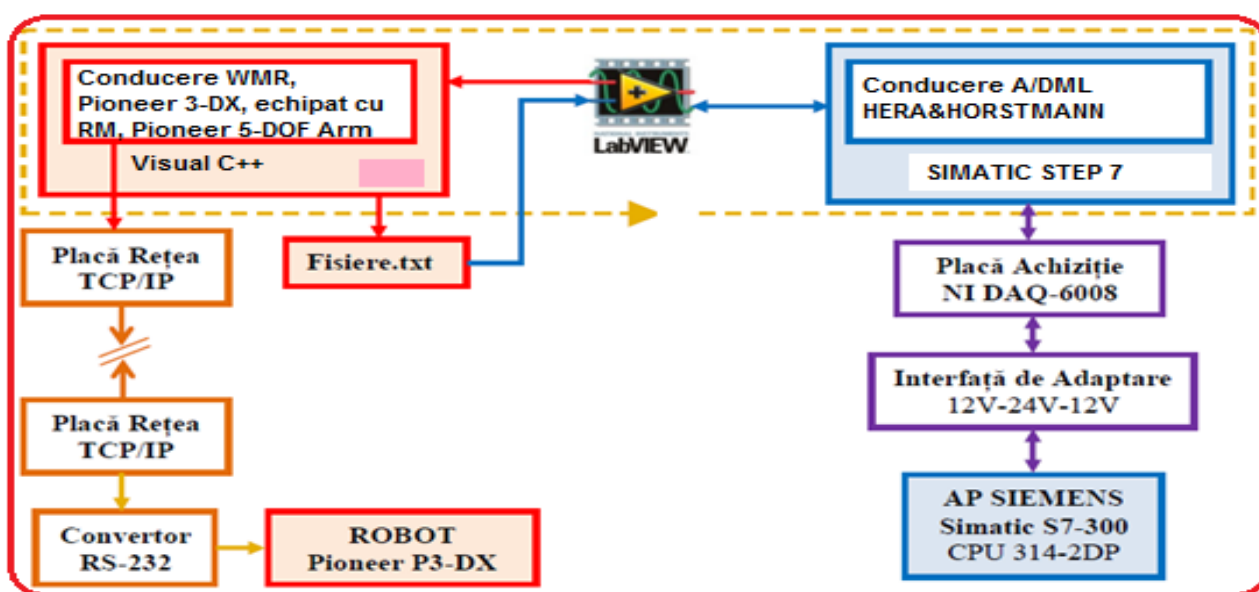 Conducere WMR,
Pioneer 3-DX, echipat cu
RM, Pioneer 5-DOF Arm
Visual C++
NATIONAL INSTRUMENTS
LabVIEW
Conducere A/DML
HERA&HORSTMANN
SIMATIC STEP 7
Placă Rețea
TCP/IP
Fisiere.txt
Placă Achiziție
NI DAQ-6008
Interfață de Adaptare
12V-24V-12V
Placă Rețea
TCP/IP
Convertor
RS-232
ROBOT
Pioneer P3-DX
AP SIEMENS
Simatic S7-300
CPU 314-2DP